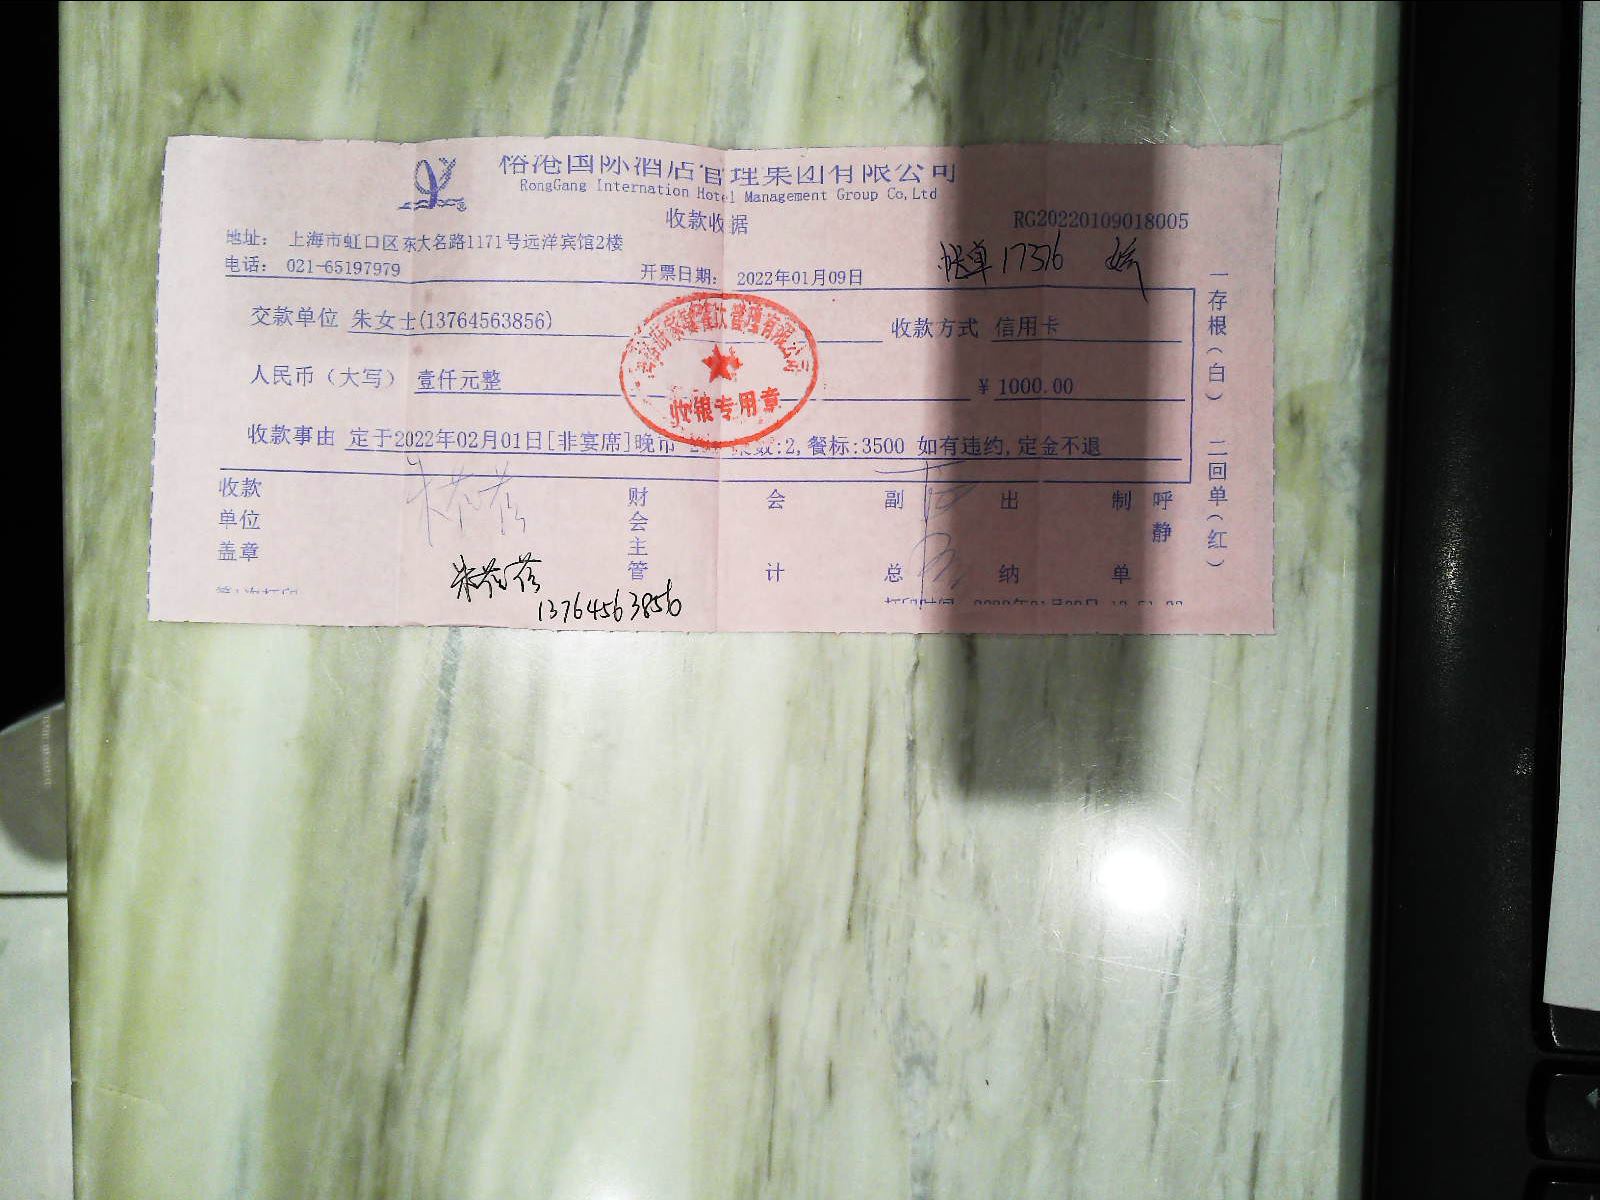 榕港国际酒店管理集团有限公司
RongGang Internation Hotel Management Group Co,Ltd
收款收据
RG20220109018005
地址： 上海市虹口区东大名路1171号远洋宾馆2楼
电话： 021-65197979
开票日期： 2022年01月09日
帐单17376
交款单位 朱女士(13764563856)
收款方式 信用卡
人民币（大写） 壹仟元整
¥ 1000.00
收银专用章
收款事由 定于2022年02月01日[非宴席]晚市 桌数:2,餐标:3500 如有违约,定金不退
收款单位盖章
财会主管
会计
副总
出纳
制单
呼静
13764563856
一存根（白） 二回单（红）